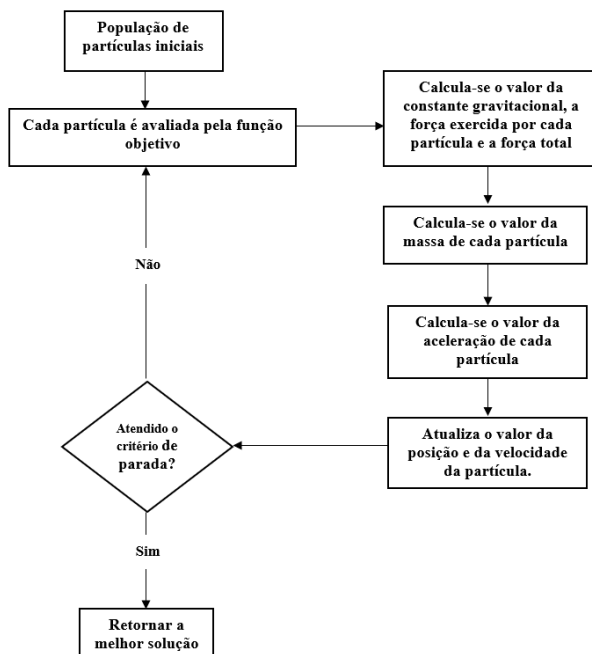 População de
partículas iniciais
Cada partícula é avaliada pela função
objetivo
Calcula-se o valor da
constante gravitacional, a
força exercida por cada
partícula e a força total
Calcula-se o valor da
massa de cada partícula
Calcula-se o valor da
aceleração de cada
partícula
Atualiza o valor da
posição e da velocidade
da partícula.
Atendido o
critério de
parada?
Não
Sim
Retornar a
melhor solução